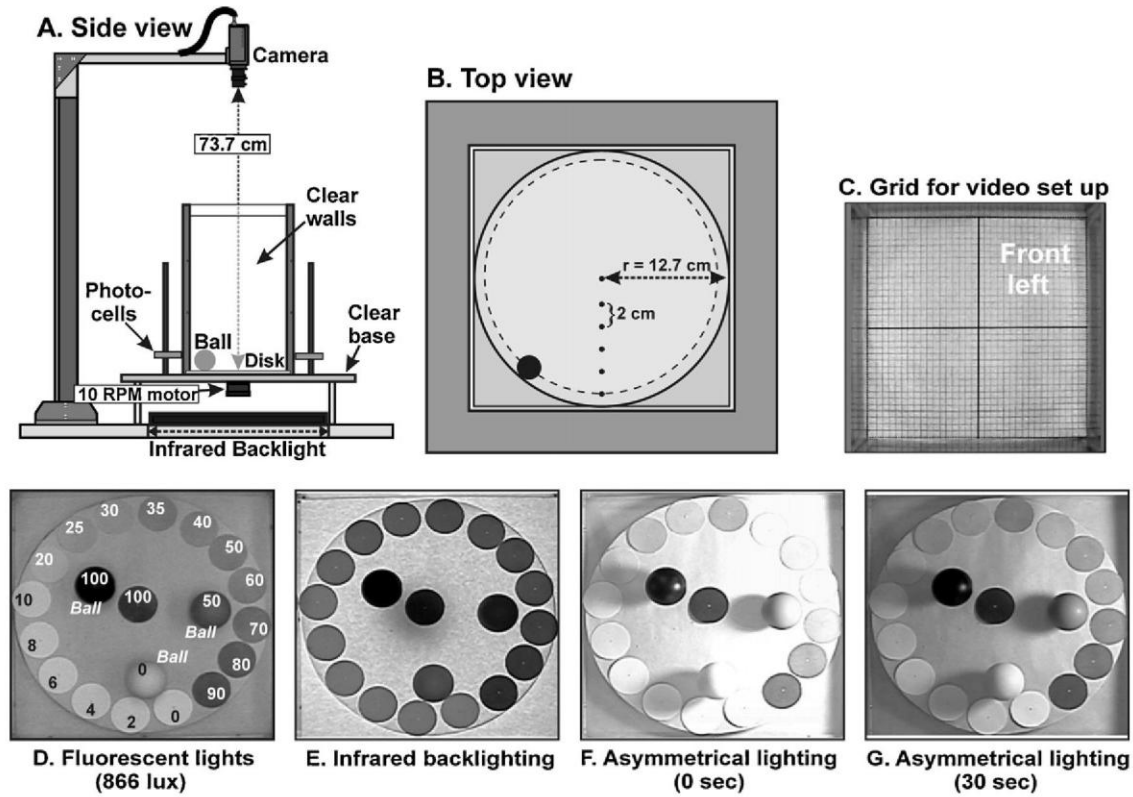 A. Side view
Camera
73.7 cm
Clear
walls
Photo-
cells
Clear
base
Ball
Disk
10 RPM motor
Infrared Backlight
B. Top view
r = 12.7 cm
2 cm
C. Grid for video set up
Front
left
35
30
40
25
50
20
60
100
100
50
10
Ball
Ball
70
8
Ball
0
80
6
90
4
2
0
D. Fluorescent lights
(866 lux)
E. Infrared backlighting
F. Asymmetrical lighting
(0 sec)
G. Asymmetrical lighting
(30 sec)